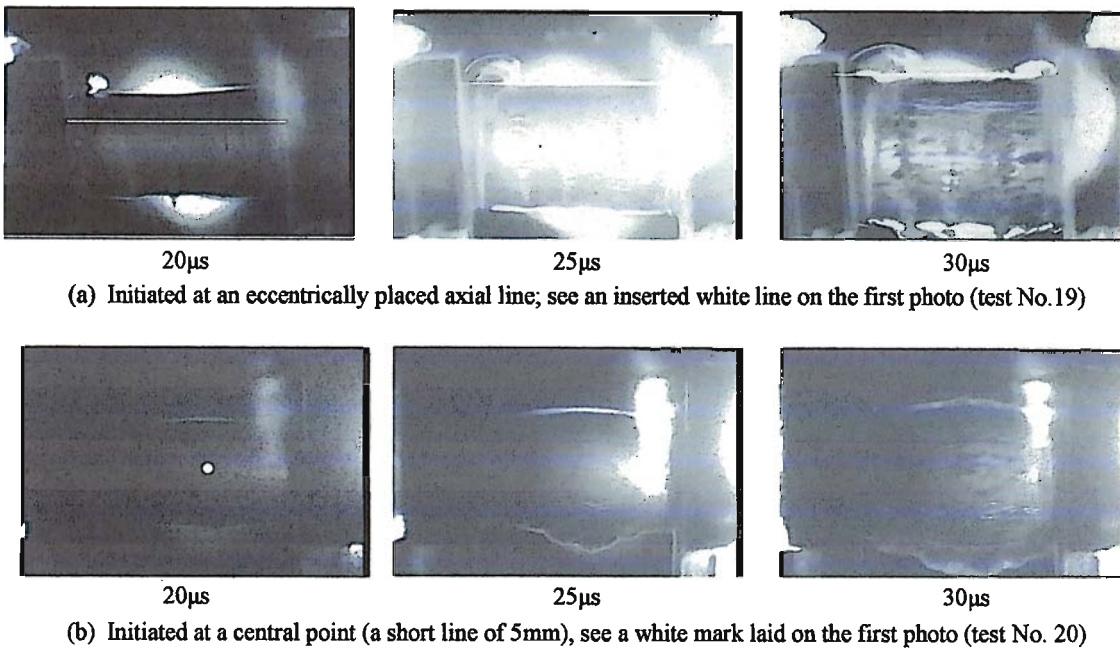 20μs
25μs
30μs
(a) Initiated at an eccentrically placed axial line; see an inserted white line on the first photo (test No.19)
20μs
25μs
30μs
(b) Initiated at a central point (a short line of 5mm), see a white mark laid on the first photo (test No. 20)